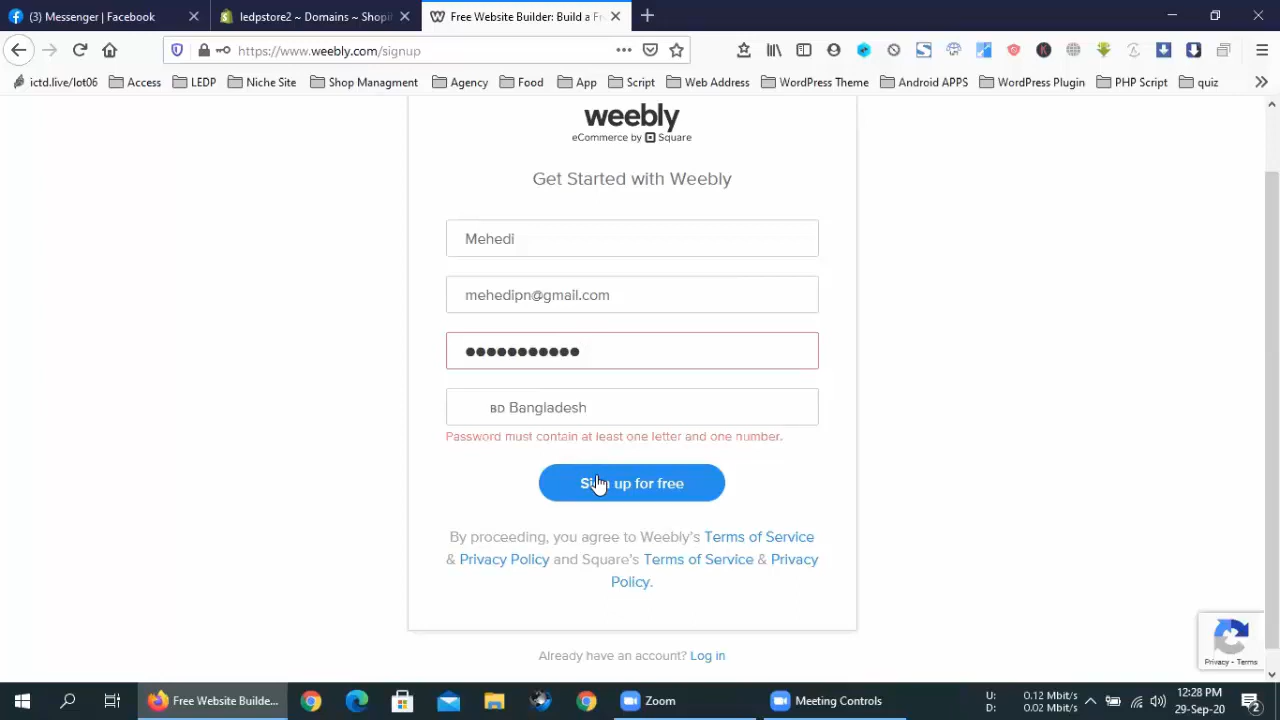 (3) Messenger | Facebook
ledpstore2 ~ Domains ~ Shopi
Free Website Builder: Build a Fr
https://www.weebly.com/signup
ictd.live/lot06
Access
LEDP
Niche Site
Shop Managment
Agency
Food
App
Script
Web Address
WordPress Theme
Android APPS
WordPress Plugin
PHP Script
quiz
weebly
eCommerce by Square
Get Started with Weebly
Mehedi
mehedipn@gmail.com
BD Bangladesh
Password must contain at least one letter and one number.
Sign up for free
By proceeding, you agree to Weebly's Terms of Service
& Privacy Policy and Square's Terms of Service & Privacy
Policy.
Already have an account? Log in
Privacy - Terms
Free Website Builde...
Zoom
Meeting Controls
U: 0.12 Mbit/s
D: 0.02 Mbit/s
12:28 PM
29-Sep-20
2